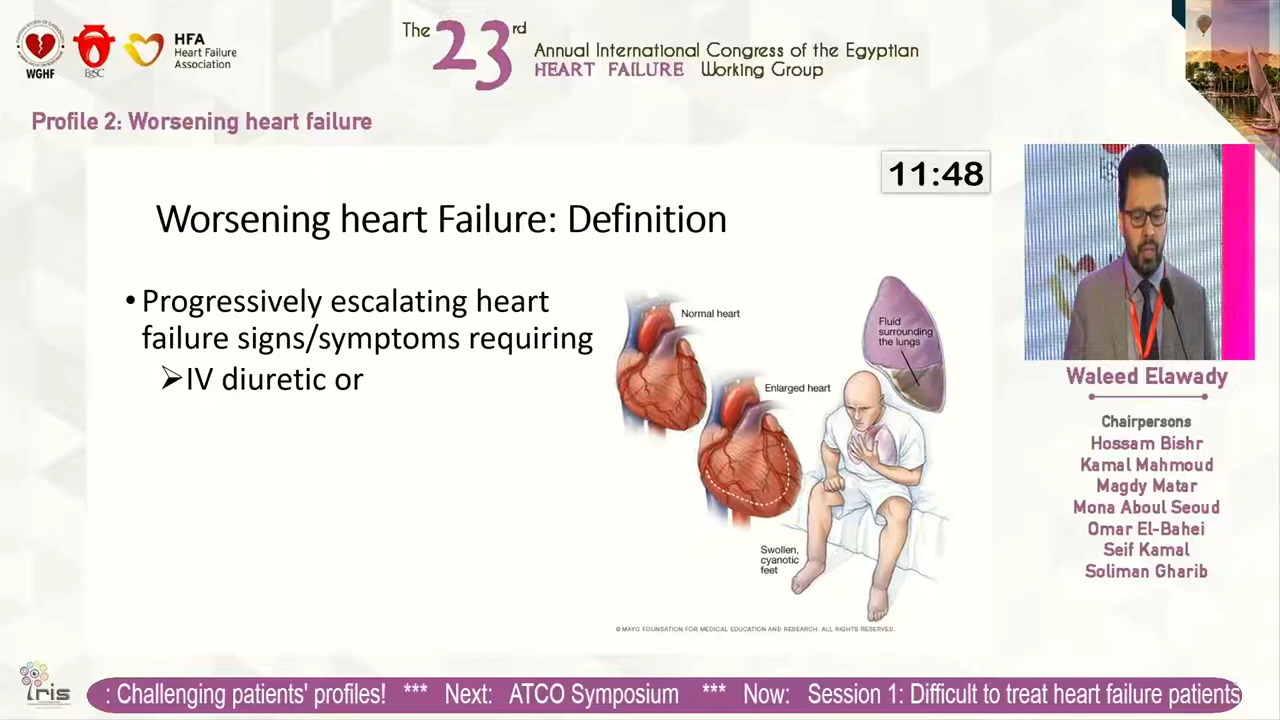 WGHF
EgSC
HFA
Heart Failure
Association
The 23rd
Annual International Congress of the Egyptian
HEART FAILURE Working Group
Profile 2: Worsening heart failure
11:48
Worsening heart Failure: Definition
• Progressively escalating heart
failure signs/symptoms requiring
➢IV diuretic or
Normal heart
Enlarged heart
Fluid
surrounding
the lungs
Swollen,
cyanotic
feet
© MAYO FOUNDATION FOR MEDICAL EDUCATION AND RESEARCH. ALL RIGHTS RESERVED.
Waleed Elawady
Chairpersons
Hossam Bishr
Kamal Mahmoud
Magdy Matar
Mona Aboul Seoud
Omar El-Bahei
Seif Kamal
Soliman Gharib
Iris
: Challenging patients' profiles! *** Next: ATCO Symposium *** Now: Session 1: Difficult to treat heart failure patients